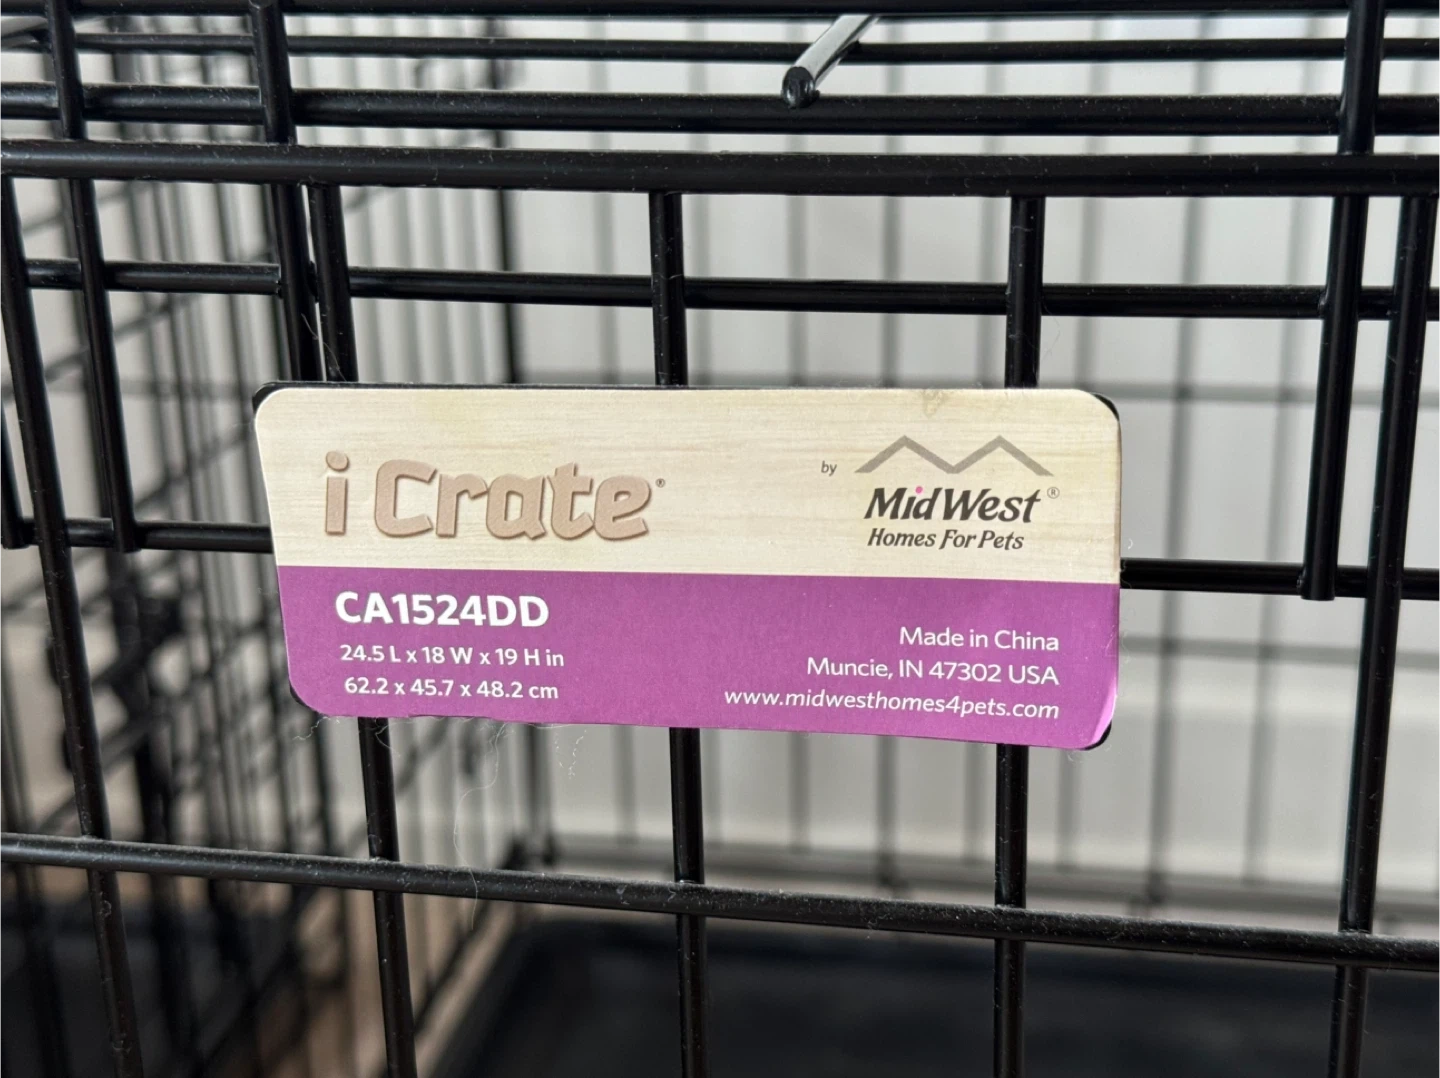 i Crate®
by
MidWest®
Homes For Pets
CA1524DD
24.5 L x 18 W x 19 H in
62.2 x 45.7 x 48.2 cm
Made in China
Muncie, IN 47302 USA
www.midwesthomes4pets.com